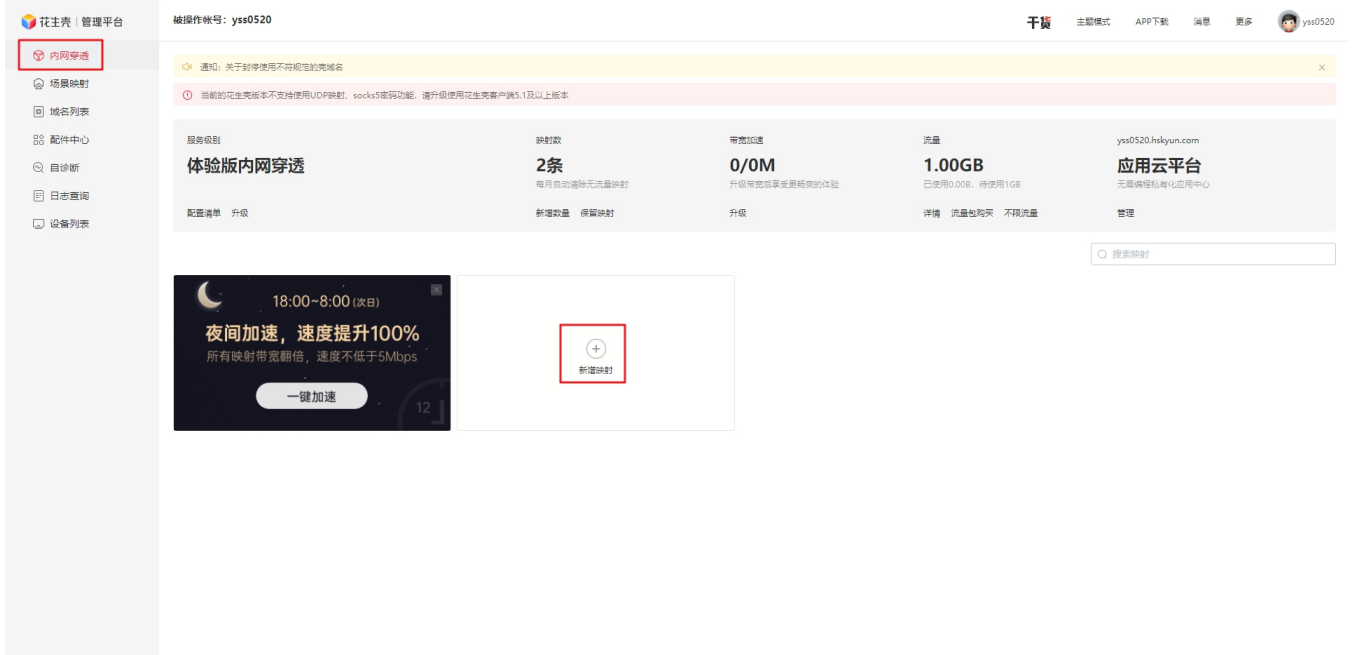 花生壳 | 管理平台
被操作帐号：yss0520
干货 主题模式 APP下载 消息 更多 yss0520
内网穿透
场景映射
域名列表
配件中心
自诊断
日志查询
设备列表
通知：关于封停使用不符规范的壳域名
当前的花生壳版本不支持使用UDP映射、socks5密码功能，请升级使用花生壳客户端5.1及以上版本
服务级别
体验版内网穿透
配置清单 升级
映射数
2条
每月自动清除无流量映射
新增数量 保留映射
带宽加速
0/0M
升级带宽后享受更畅爽的体验
升级
流量
1.00GB
已使用0.00B，待使用1GB
详情 流量包购买 不限流量
yss0520.hskyun.com
应用云平台
无需编程私有化应用中心
管理
搜索映射
18:00~8:00 (次日)
夜间加速，速度提升100%
所有映射带宽翻倍，速度不低于5Mbps
一键加速
12
新增映射